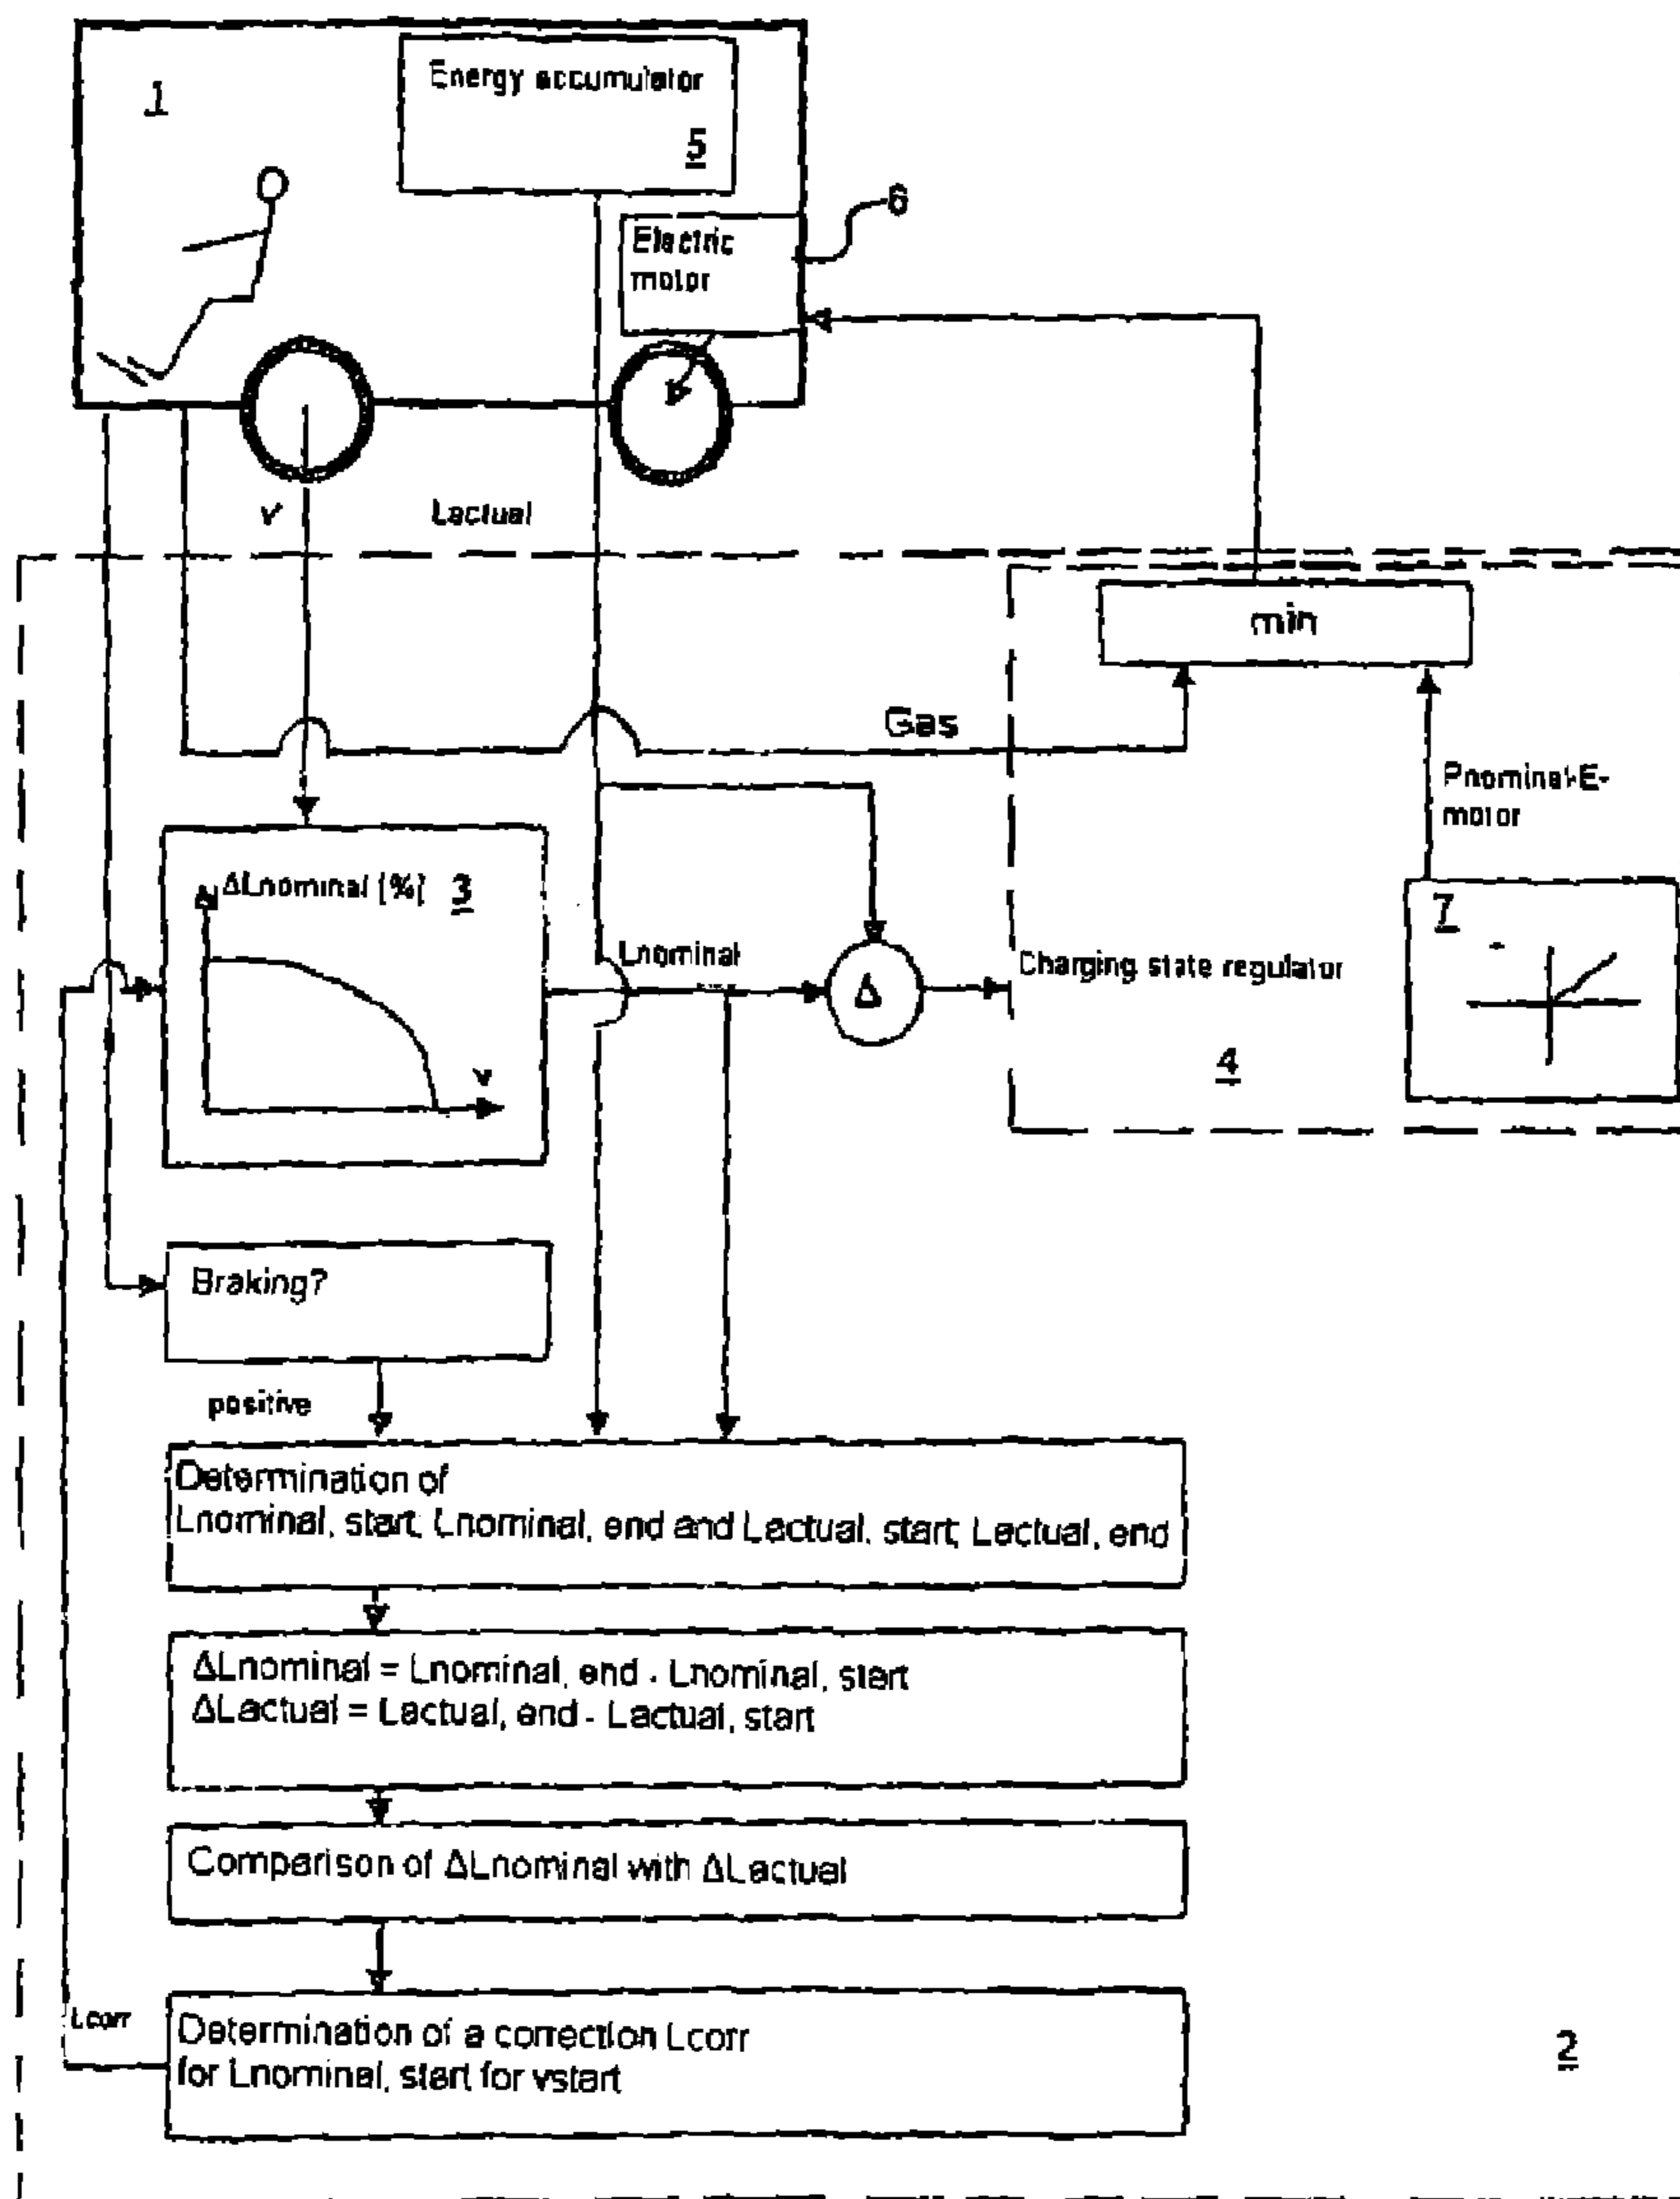 1
Energy accumulator
5
6
Electric
motor
v
Lactual
min
Gas
Pnominal-E-
motor
ΔLnominal [%] 3
7
Lnominal
Δ
Charging state regulator
4
v
Braking?
positive
Determination of
Lnominal, start, Lnominal, end and Lactual, start, Lactual, end
ΔLnominal = Lnominal, end - Lnominal, start
ΔLactual = Lactual, end - Lactual, start
Comparison of ΔLnominal with ΔLactual
Lcorr
Determination of a correction Lcorr
for Lnominal, start for vstart
2